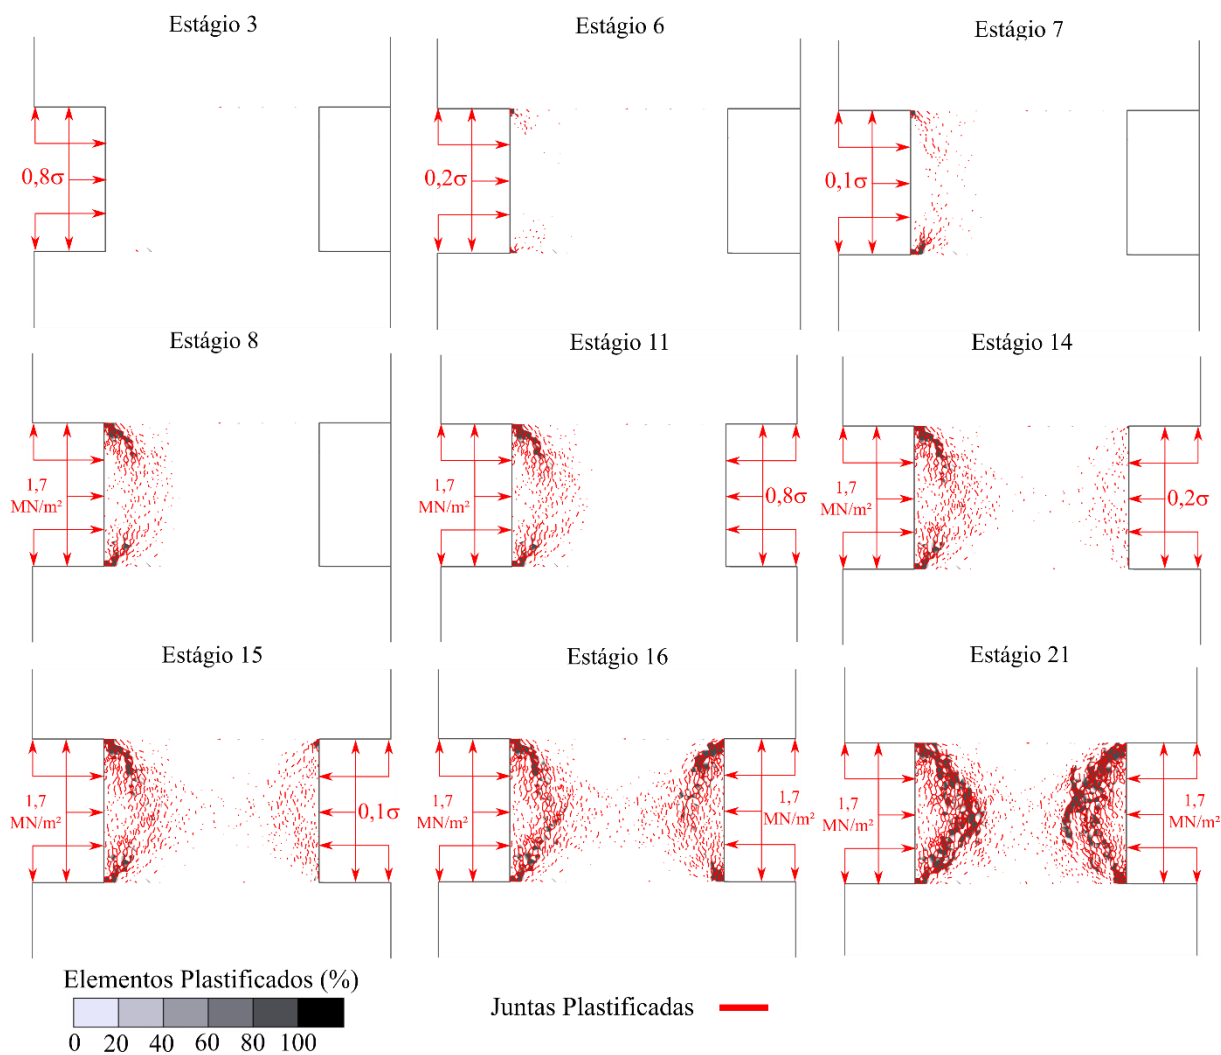 Estágio 3
Estágio 6
Estágio 7
0,8σ
0,2σ
0,1σ
Estágio 8
Estágio 11
Estágio 14
1,7
MN/m²
1,7
MN/m²
0,8σ
1,7
MN/m²
0,2σ
Estágio 15
Estágio 16
Estágio 21
1,7
MN/m²
0,1σ
1,7
MN/m²
1,7
MN/m²
1,7
MN/m²
1,7
MN/m²
Elementos Plastificados (%)
0 20 40 60 80 100
Juntas Plastificadas